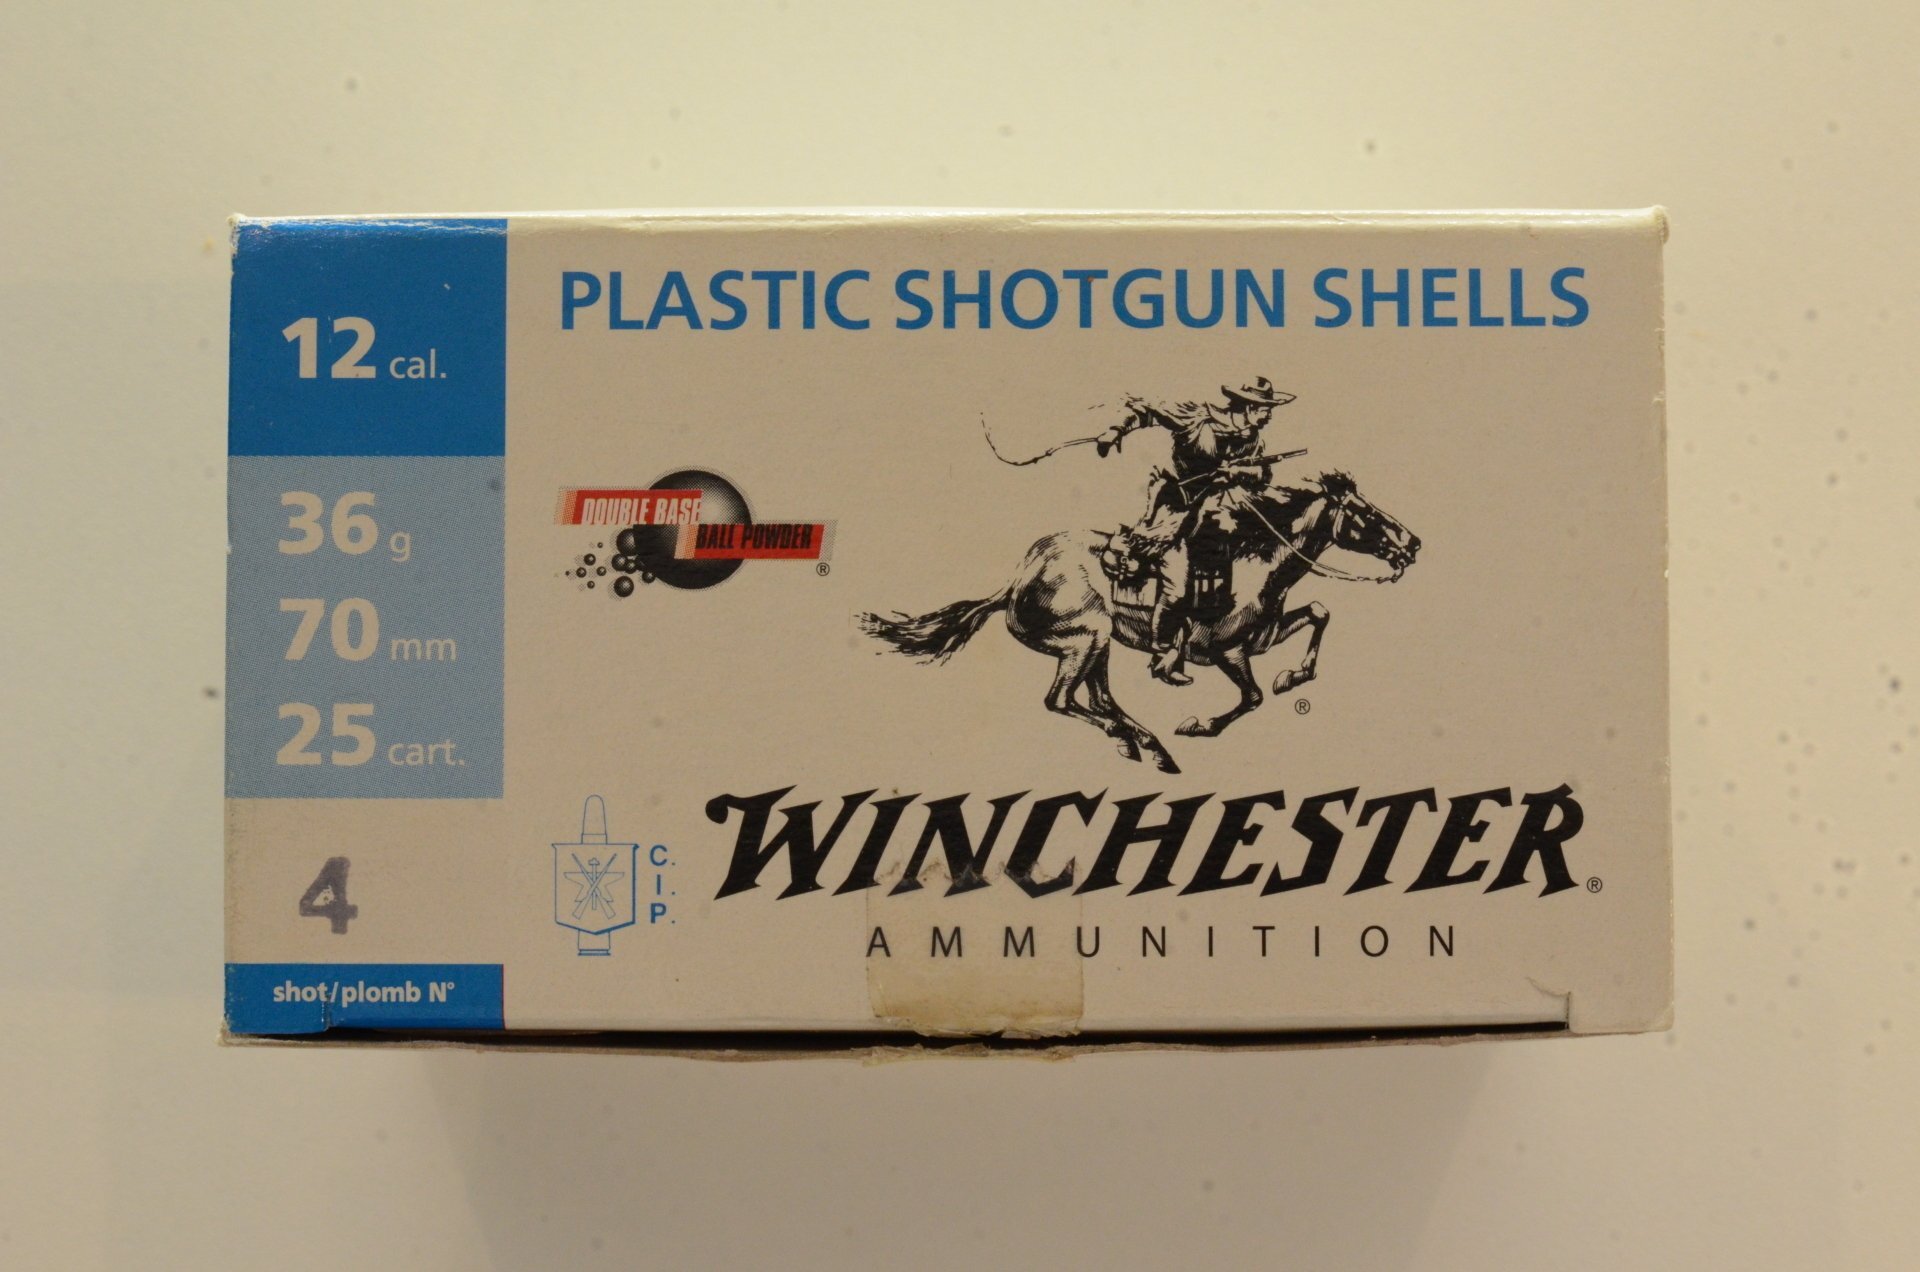 12 cal.
36 g
70 mm
25 cart.
4
shot/plomb N°
PLASTIC SHOTGUN SHELLS
DOUBLE BASE
BALL POWDER
®
®
C.
I.
P.
WINCHESTER®
AMMUNITION